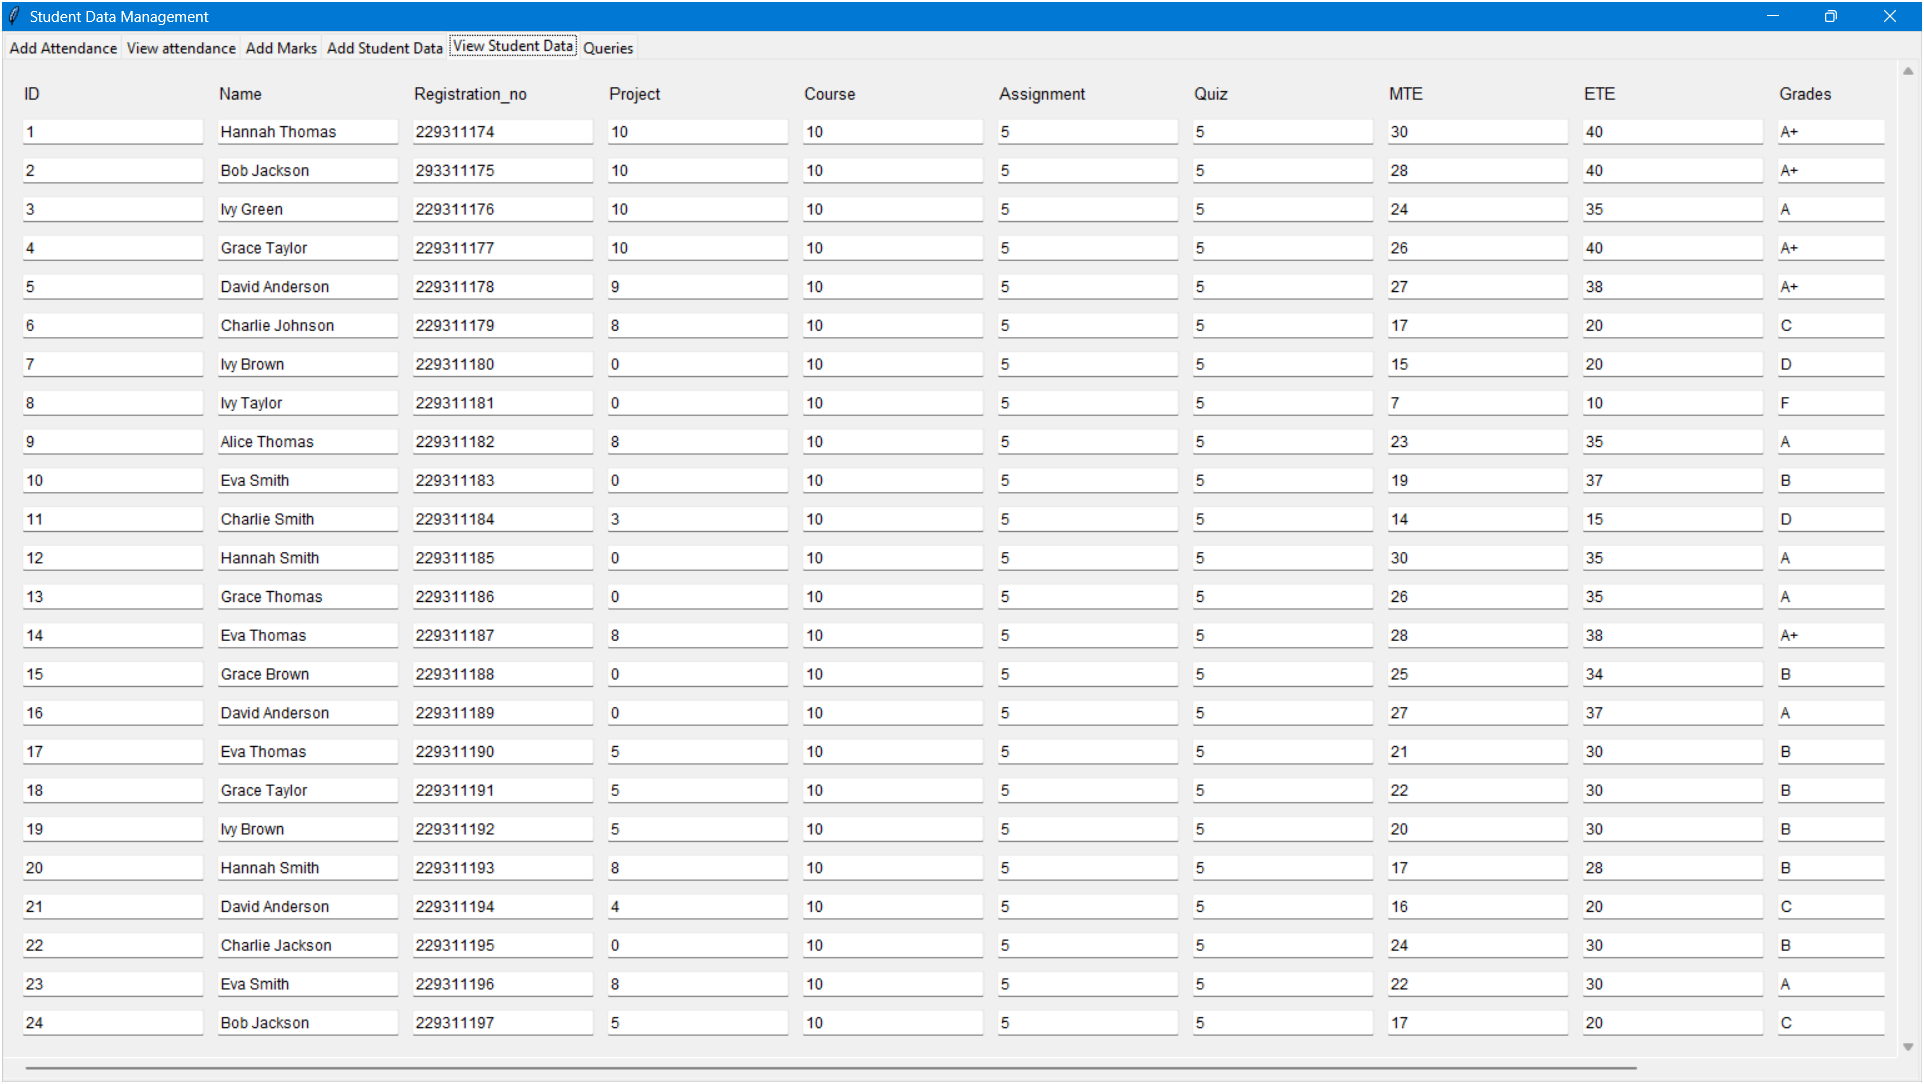 Student Data Management
Add Attendance View attendance Add Marks Add Student Data View Student Data Queries
ID Name Registration_no Project Course Assignment Quiz MTE ETE Grades
1 Hannah Thomas 229311174 10 10 5 5 30 40 A+
2 Bob Jackson 293311175 10 10 5 5 28 40 A+
3 Ivy Green 229311176 10 10 5 5 24 35 A
4 Grace Taylor 229311177 10 10 5 5 26 40 A+
5 David Anderson 229311178 9 10 5 5 27 38 A+
6 Charlie Johnson 229311179 8 10 5 5 17 20 C
7 Ivy Brown 229311180 0 10 5 5 15 20 D
8 Ivy Taylor 229311181 0 10 5 5 7 10 F
9 Alice Thomas 229311182 8 10 5 5 23 35 A
10 Eva Smith 229311183 0 10 5 5 19 37 B
11 Charlie Smith 229311184 3 10 5 5 14 15 D
12 Hannah Smith 229311185 0 10 5 5 30 35 A
13 Grace Thomas 229311186 0 10 5 5 26 35 A
14 Eva Thomas 229311187 8 10 5 5 28 38 A+
15 Grace Brown 229311188 0 10 5 5 25 34 B
16 David Anderson 229311189 0 10 5 5 27 37 A
17 Eva Thomas 229311190 5 10 5 5 21 30 B
18 Grace Taylor 229311191 5 10 5 5 22 30 B
19 Ivy Brown 229311192 5 10 5 5 20 30 B
20 Hannah Smith 229311193 8 10 5 5 17 28 B
21 David Anderson 229311194 4 10 5 5 16 20 C
22 Charlie Jackson 229311195 0 10 5 5 24 30 B
23 Eva Smith 229311196 8 10 5 5 22 30 A
24 Bob Jackson 229311197 5 10 5 5 17 20 C